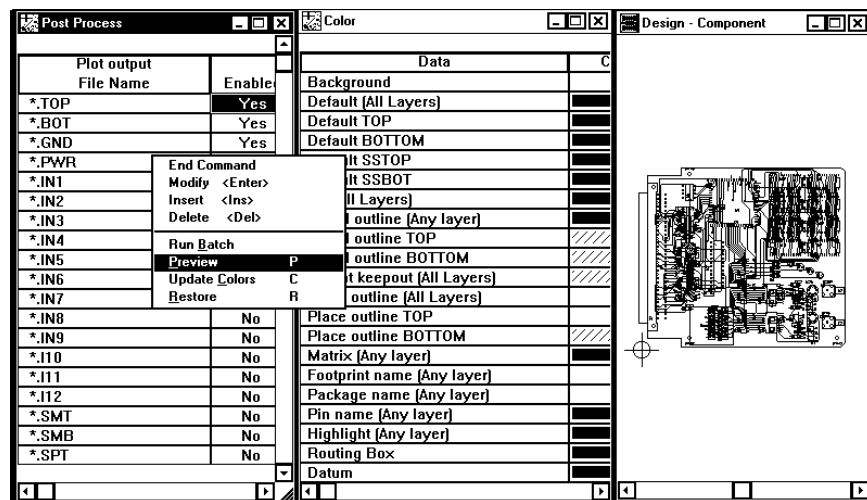 Post Process
Plot output
File Name Enable
*.TOP Yes
*.BOT Yes
*.GND Yes
*.PWR
*.IN1
*.IN2
*.IN3
*.IN4
*.IN5
*.IN6
*.IN7
*.IN8 No
*.IN9 No
*.I10 No
*.I11 No
*.I12 No
*.SMT No
*.SMB No
*.SPT No
End Command
Modify <Enter>
Insert <Ins>
Delete <Del>
Run Batch
Preview P
Update Colors C
Restore R
Color
Data C
Background
Default (All Layers)
Default TOP
Default BOTTOM
ult SSTOP
ult SSBOT
ll Layers)
outline (Any layer)
outline TOP
outline BOTTOM
t keepout (All Layers)
outline (All Layers)
Place outline TOP
Place outline BOTTOM
Matrix (Any layer)
Footprint name (Any layer)
Package name (Any layer)
Pin name (Any layer)
Highlight (Any layer)
Routing Box
Datum
Design - Component